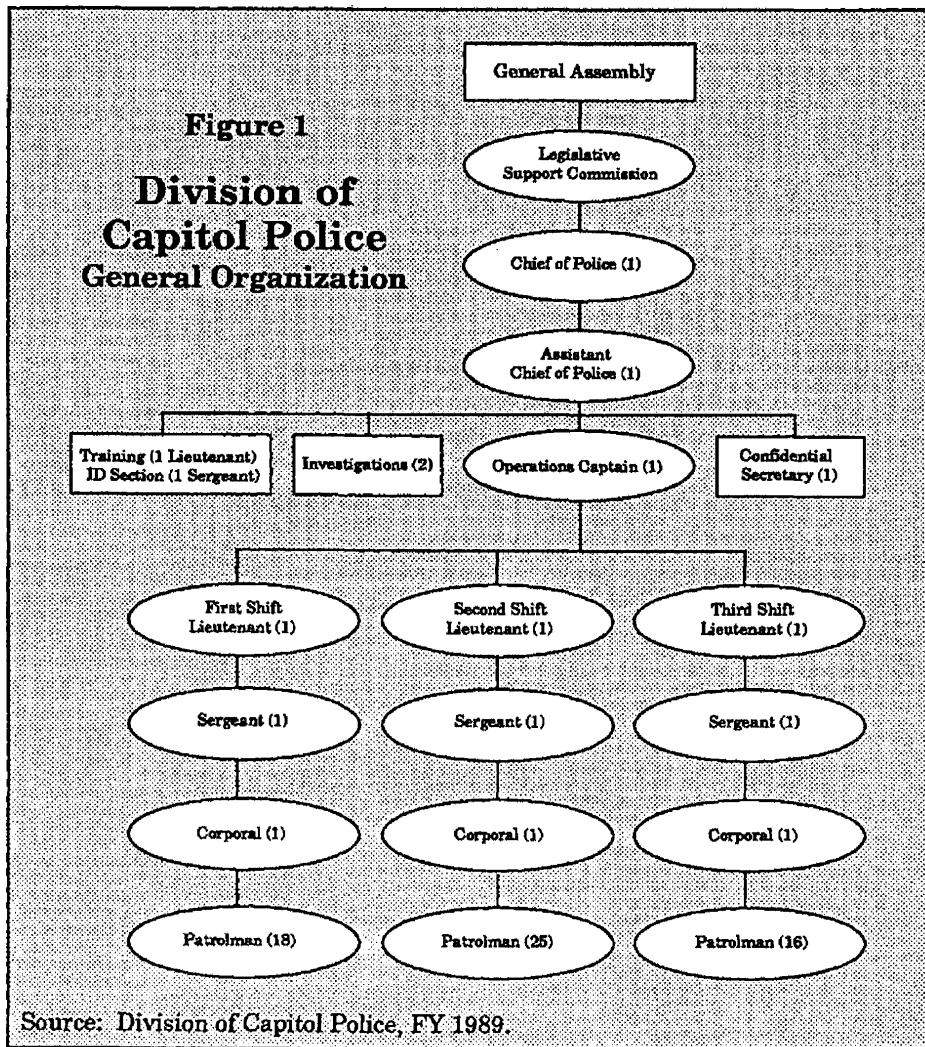 General Assembly
Figure 1
Division of
Capitol Police
General Organization
Legislative
Support Commission
Chief of Police (1)
Assistant
Chief of Police (1)
Training (1 Lieutenant)
ID Section (1 Sergeant)
Investigations (2)
Operations Captain (1)
Confidential
Secretary (1)
First Shift
Lieutenant (1)
Second Shift
Lieutenant (1)
Third Shift
Lieutenant (1)
Sergeant (1)
Sergeant (1)
Sergeant (1)
Corporal (1)
Corporal (1)
Corporal (1)
Patrolman (18)
Patrolman (25)
Patrolman (16)
Source: Division of Capitol Police, FY 1989.